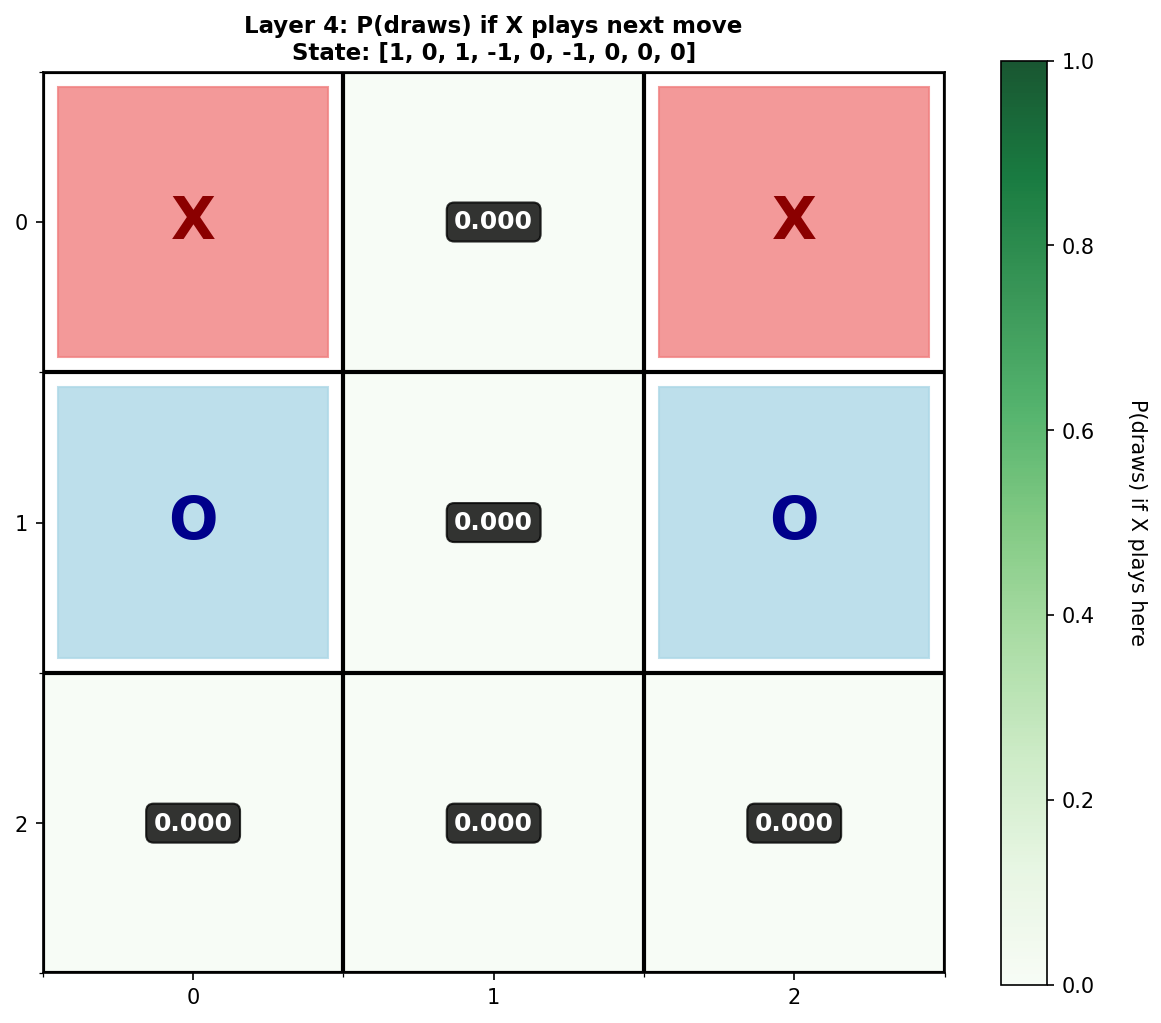 Layer 4: P(draws) if X plays next move
State: [1, 0, 1, -1, 0, -1, 0, 0, 0]
X 0.000 X
O 0.000 O
0.000 0.000 0.000
0
1
2
0 1 2
1.0
0.8
0.6
0.4
0.2
0.0
P(draws) if X plays here